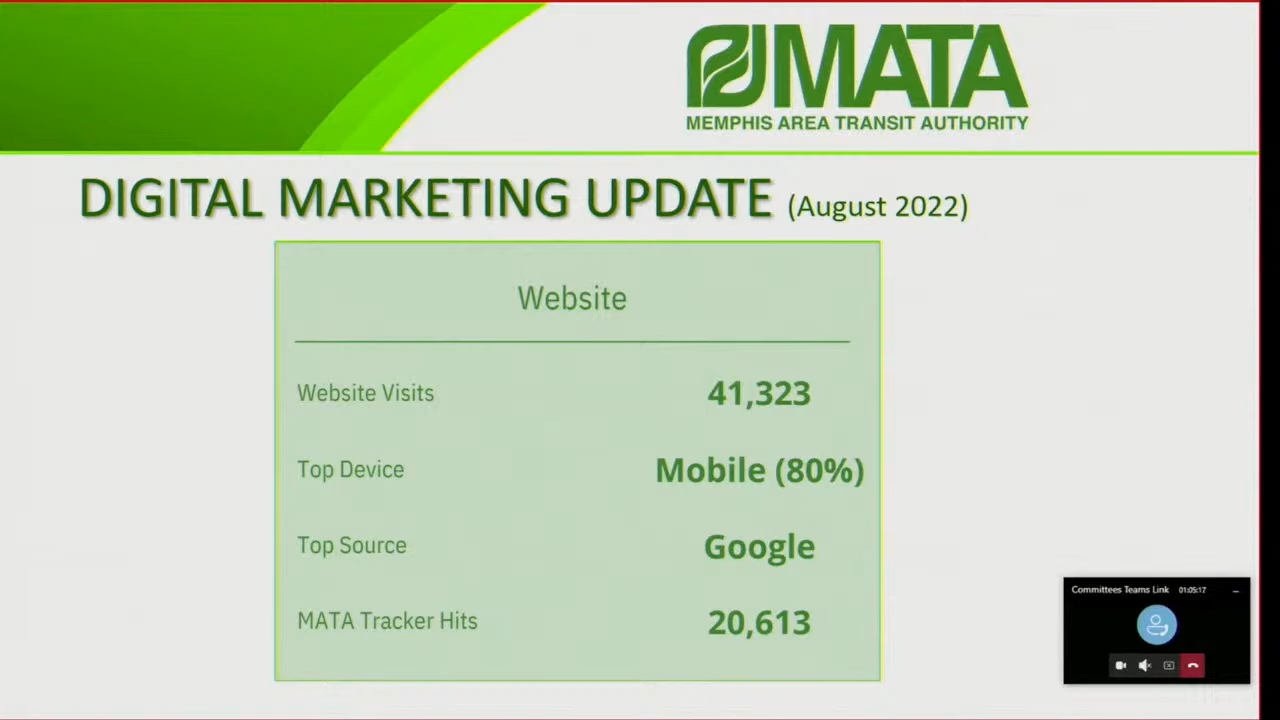 MATA
MEMPHIS AREA TRANSIT AUTHORITY
DIGITAL MARKETING UPDATE (August 2022)
Website
Website Visits 41,323
Top Device Mobile (80%)
Top Source Google
MATA Tracker Hits 20,613
Committees Teams Link 01:05:17